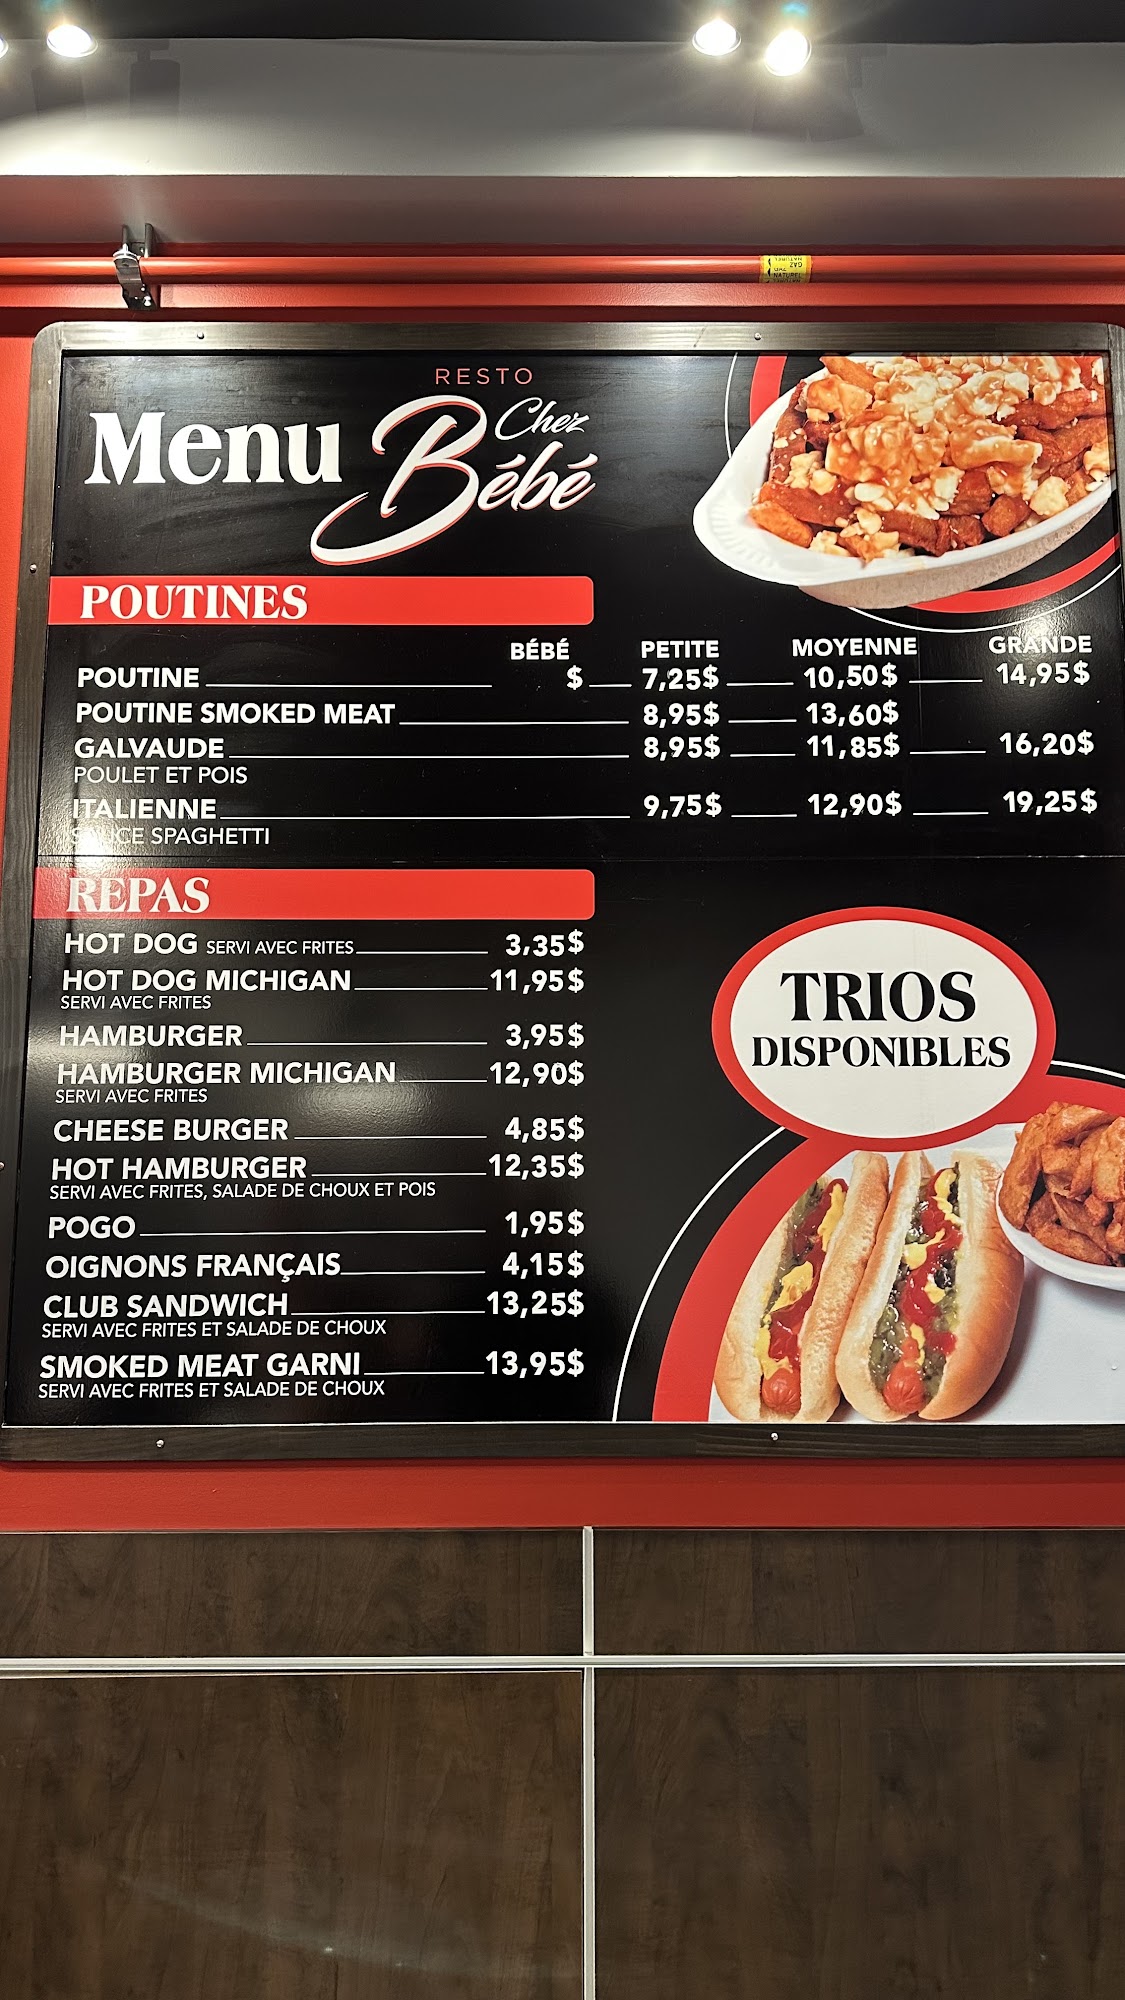 GAZ
NATUREL
RESTO
Menu Chez
Bébé
POUTINES
BÉBÉ PETITE MOYENNE GRANDE
POUTINE $ 7,25$ 10,50$ 14,95$
POUTINE SMOKED MEAT 8,95$ 13,60$
GALVAUDE 8,95$ 11,85$ 16,20$
POULET ET POIS
ITALIENNE 9,75$ 12,90$ 19,25$
SAUCE SPAGHETTI
REPAS
HOT DOG SERVI AVEC FRITES 3,35$
HOT DOG MICHIGAN 11,95$
SERVI AVEC FRITES
HAMBURGER 3,95$
HAMBURGER MICHIGAN 12,90$
SERVI AVEC FRITES
CHEESE BURGER 4,85$
HOT HAMBURGER 12,35$
SERVI AVEC FRITES, SALADE DE CHOUX ET POIS
POGO 1,95$
OIGNONS FRANÇAIS 4,15$
CLUB SANDWICH 13,25$
SERVI AVEC FRITES ET SALADE DE CHOUX
SMOKED MEAT GARNI 13,95$
SERVI AVEC FRITES ET SALADE DE CHOUX
TRIOS
DISPONIBLES